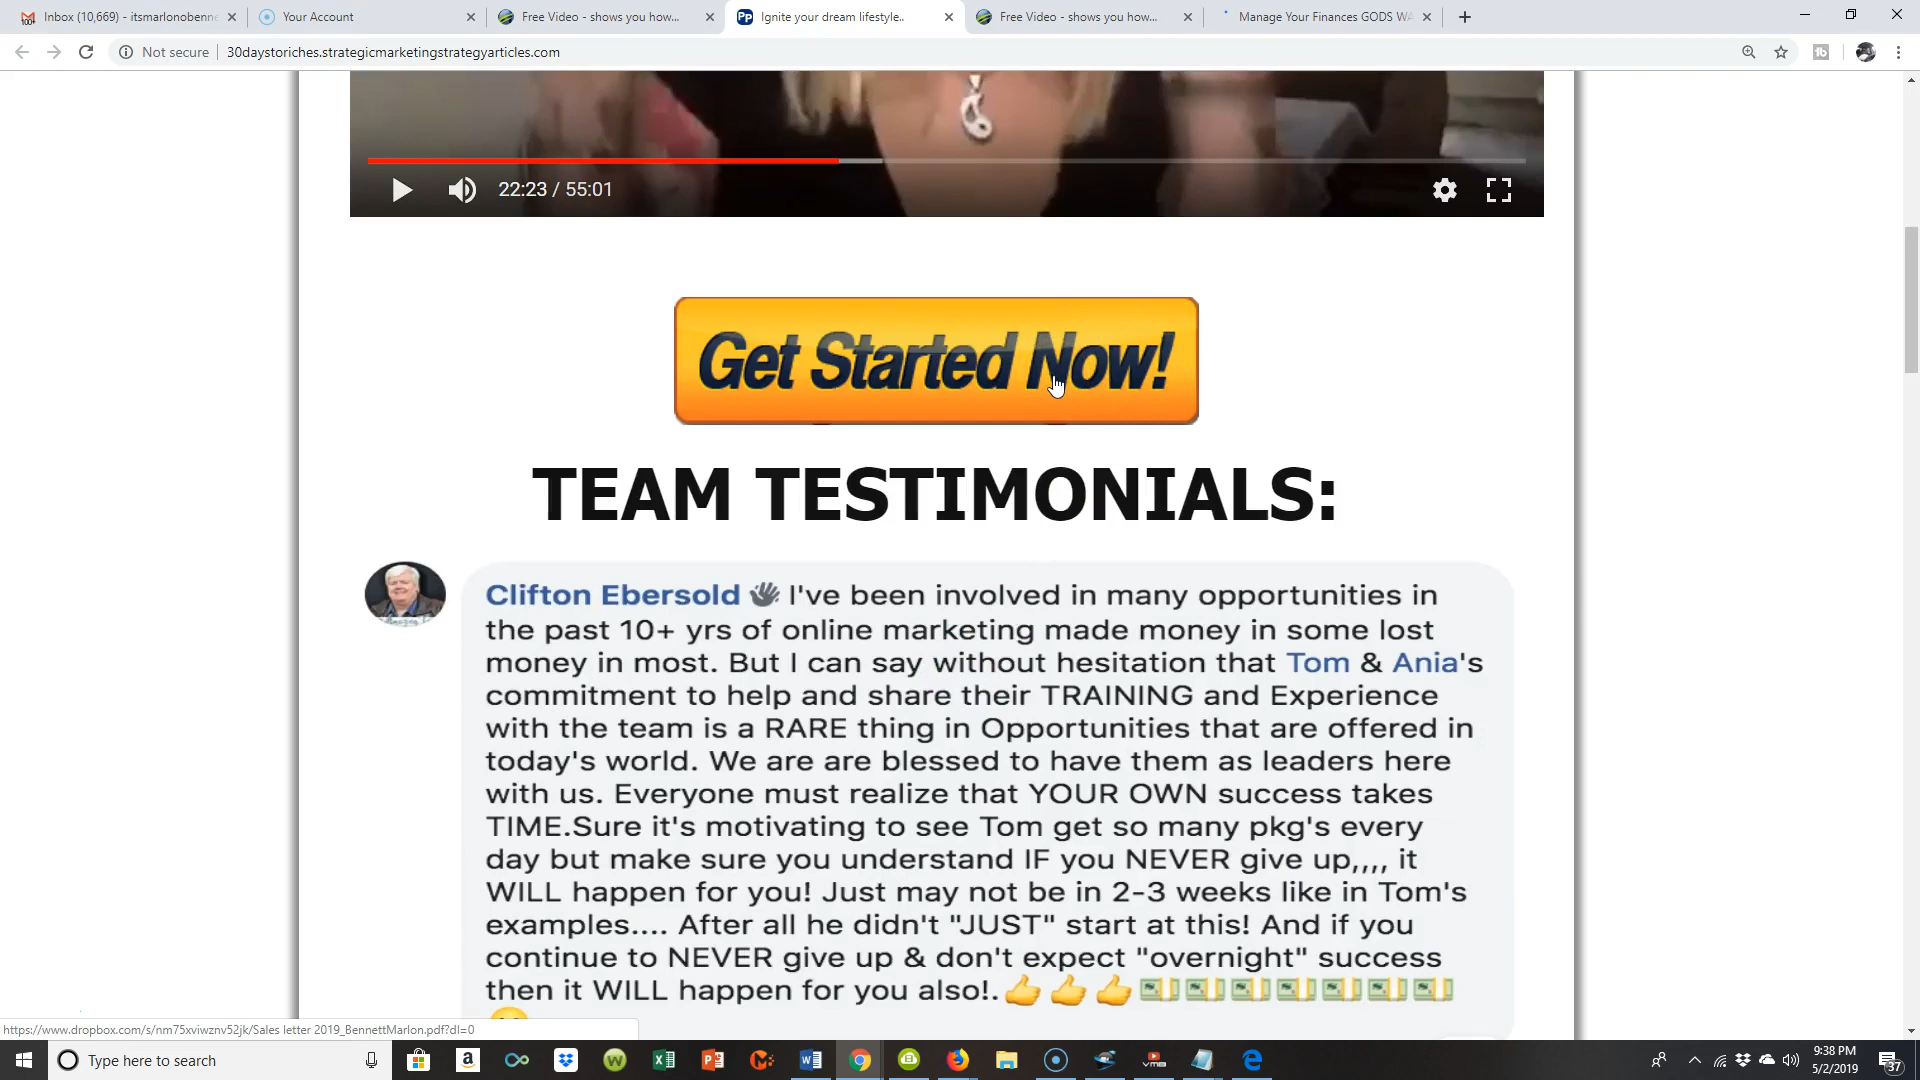 Inbox (10,669) - itsmarlonobenne
Your Account
Free Video - shows you how...
Ignite your dream lifestyle..
Free Video - shows you how...
Manage Your Finances GODS WA
Not secure
30daystoriches.strategicmarketingstrategyarticles.com
22:23 / 55:01
Get Started Now!
TEAM TESTIMONIALS:
Clifton Ebersold 👋 I've been involved in many opportunities in
the past 10+ yrs of online marketing made money in some lost
money in most. But I can say without hesitation that Tom & Ania's
commitment to help and share their TRAINING and Experience
with the team is a RARE thing in Opportunities that are offered in
today's world. We are are blessed to have them as leaders here
with us. Everyone must realize that YOUR OWN success takes
TIME.Sure it's motivating to see Tom get so many pkg's every
day but make sure you understand IF you NEVER give up,,,, it
WILL happen for you! Just may not be in 2-3 weeks like in Tom's
examples.... After all he didn't "JUST" start at this! And if you
continue to NEVER give up & don't expect "overnight" success
then it WILL happen for you also!.👍👍👍💵💵💵💵💵💵💵
https://www.dropbox.com/s/nm75xviwznv52jk/Sales letter 2019_BennettMarlon.pdf?dl=0
Type here to search
9:38 PM
5/2/2019
37